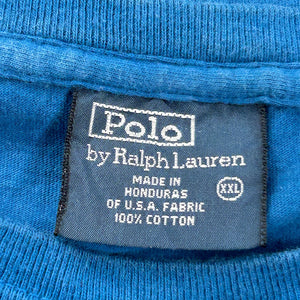 Polo
by Ralph Lauren
MADE IN
HONDURAS
OF U.S.A. FABRIC
100% COTTON
XXL